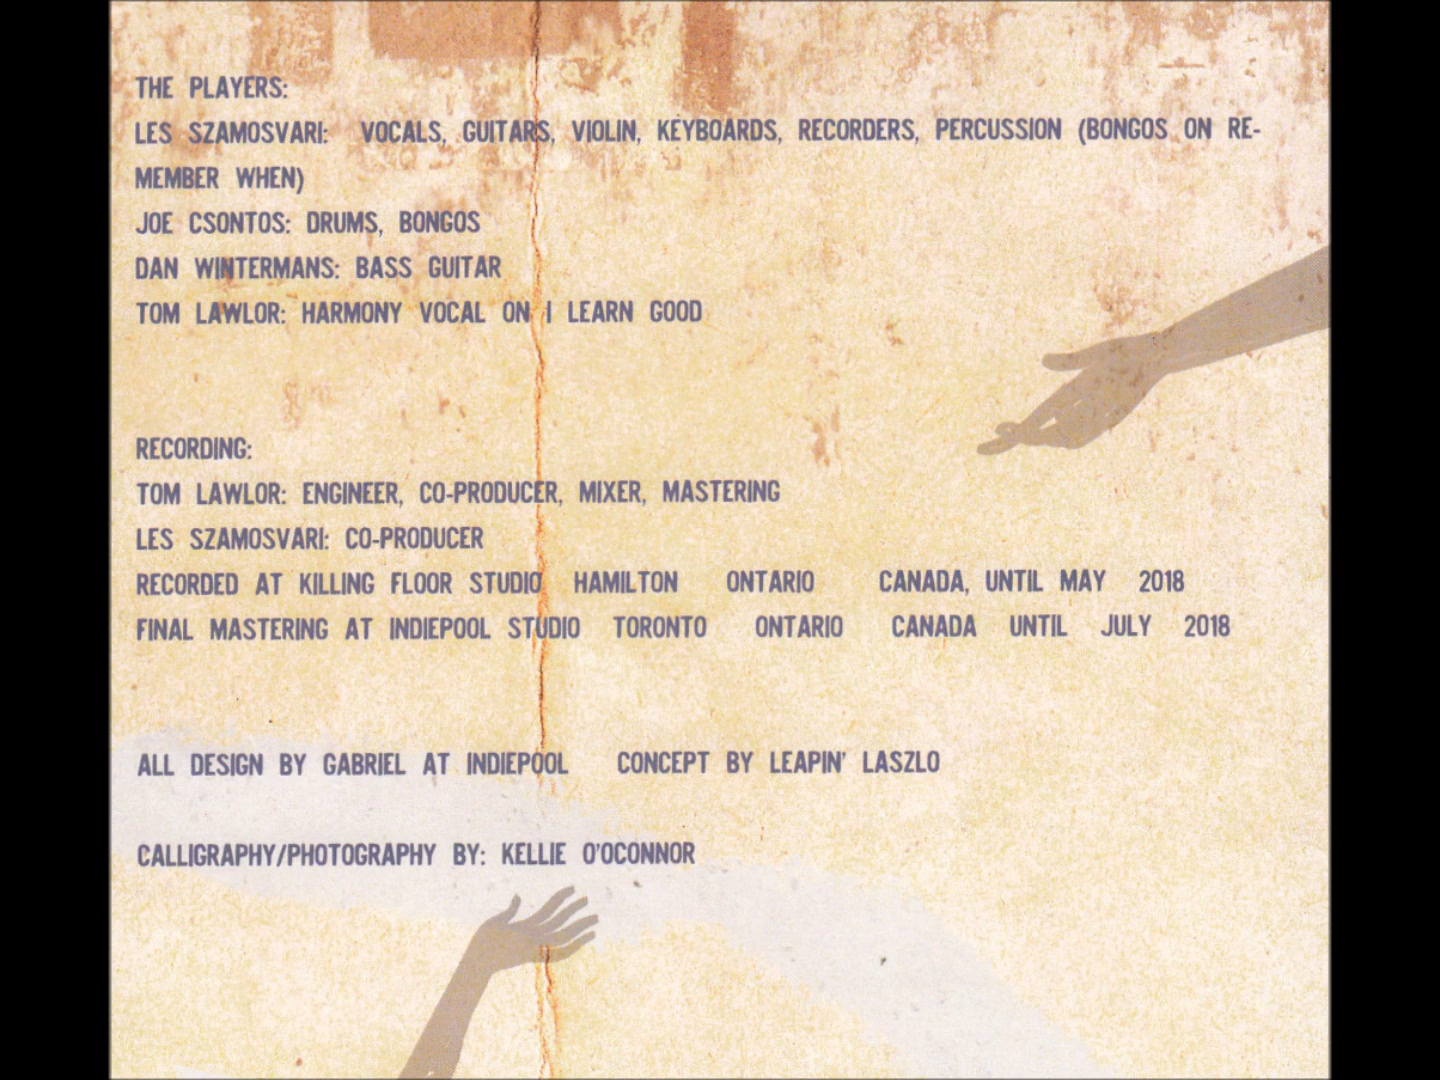 THE PLAYERS:
LES SZAMOSVARI: VOCALS, GUITARS, VIOLIN, KEYBOARDS, RECORDERS, PERCUSSION (BONGOS ON RE-
MEMBER WHEN)
JOE CSONTOS: DRUMS, BONGOS
DAN WINTERMANS: BASS GUITAR
TOM LAWLOR: HARMONY VOCAL ON I LEARN GOOD
RECORDING:
TOM LAWLOR: ENGINEER, CO-PRODUCER, MIXER, MASTERING
LES SZAMOSVARI: CO-PRODUCER
RECORDED AT KILLING FLOOR STUDIO HAMILTON ONTARIO CANADA, UNTIL MAY 2018
FINAL MASTERING AT INDIEPOOL STUDIO TORONTO ONTARIO CANADA UNTIL JULY 2018
ALL DESIGN BY GABRIEL AT INDIEPOOL CONCEPT BY LEAPIN' LASZLO
CALLIGRAPHY/PHOTOGRAPHY BY: KELLIE O'OCONNOR